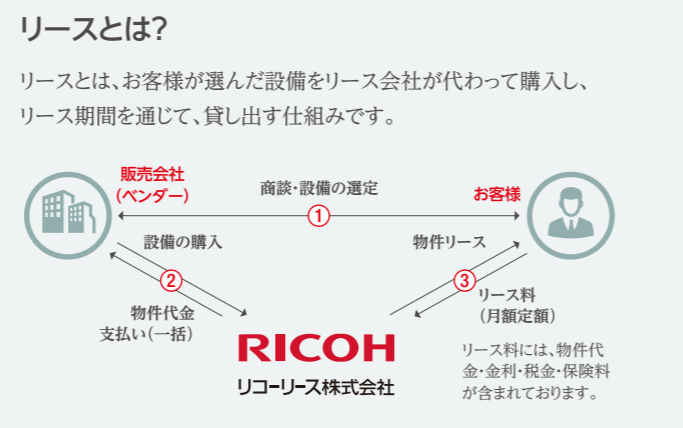 リースとは？
リースとは、お客様が選んだ設備をリース会社が代わって購入し、
リース期間を通じて、貸し出す仕組みです。
販売会社
（ベンダー）
商談・設備の選定
お客様
①
設備の購入
物件リース
②
③
物件代金
支払い（一括）
リース料
（月額定額）
RICOH
リコーリース株式会社
リース料には、物件代
金・金利・税金・保険料
が含まれております。